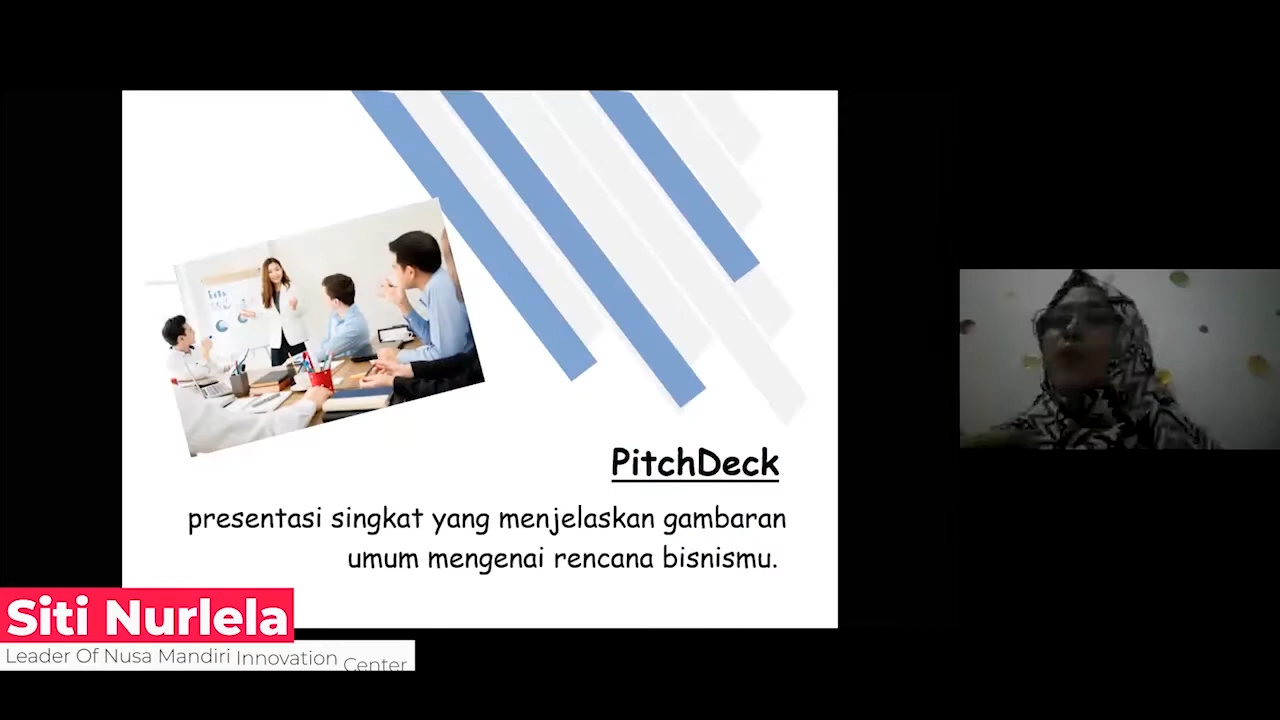 PitchDeck
presentasi singkat yang menjelaskan gambaran
umum mengenai rencana bisnismu.
Siti Nurlela
Leader Of Nusa Mandiri Innovation Center